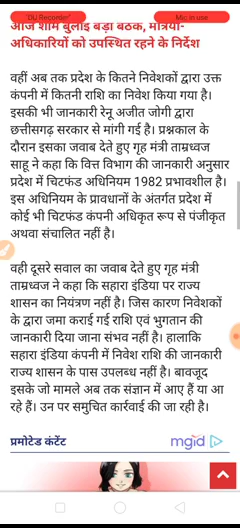 "DU Recorder"
Mic in use
आज शाम बुलाई बड़ी बैठक, मंत्रियों-
अधिकारियों को उपस्थित रहने के निर्देश
वहीं अब तक प्रदेश के कितने निवेशकों द्वारा उक्त
कंपनी में कितनी राशि का निवेश किया गया है।
इसकी भी जानकारी रेनू अजीत जोगी द्वारा
छत्तीसगढ़ सरकार से मांगी गई है। प्रश्नकाल के
दौरान इसका जवाब देते हुए गृह मंत्री ताम्रध्वज
साहू ने कहा कि वित्त विभाग की जानकारी अनुसार
प्रदेश में चिटफंड अधिनियम 1982 प्रभावशील है।
इस अधिनियम के प्रावधानों के अंतर्गत प्रदेश में
कोई भी चिटफंड कंपनी अधिकृत रूप से पंजीकृत
अथवा संचालित नहीं है।
वही दूसरे सवाल का जवाब देते हुए गृह मंत्री
ताम्रध्वज ने कहा कि सहारा इंडिया पर राज्य
शासन का नियंत्रण नहीं है। जिस कारण निवेशकों
के द्वारा जमा कराई गई राशि एवं भुगतान की
जानकारी दिया जाना संभव नहीं है। हालाकि
सहारा इंडिया कंपनी में निवेश राशि की जानकारी
राज्य शासन के पास उपलब्ध नहीं है। बावजूद
इसके जो मामले अब तक संज्ञान में आए हैं या आ
रहे हैं। उन पर समुचित कार्रवाई की जा रही है।
प्रमोटेड कंटेंट
mgid